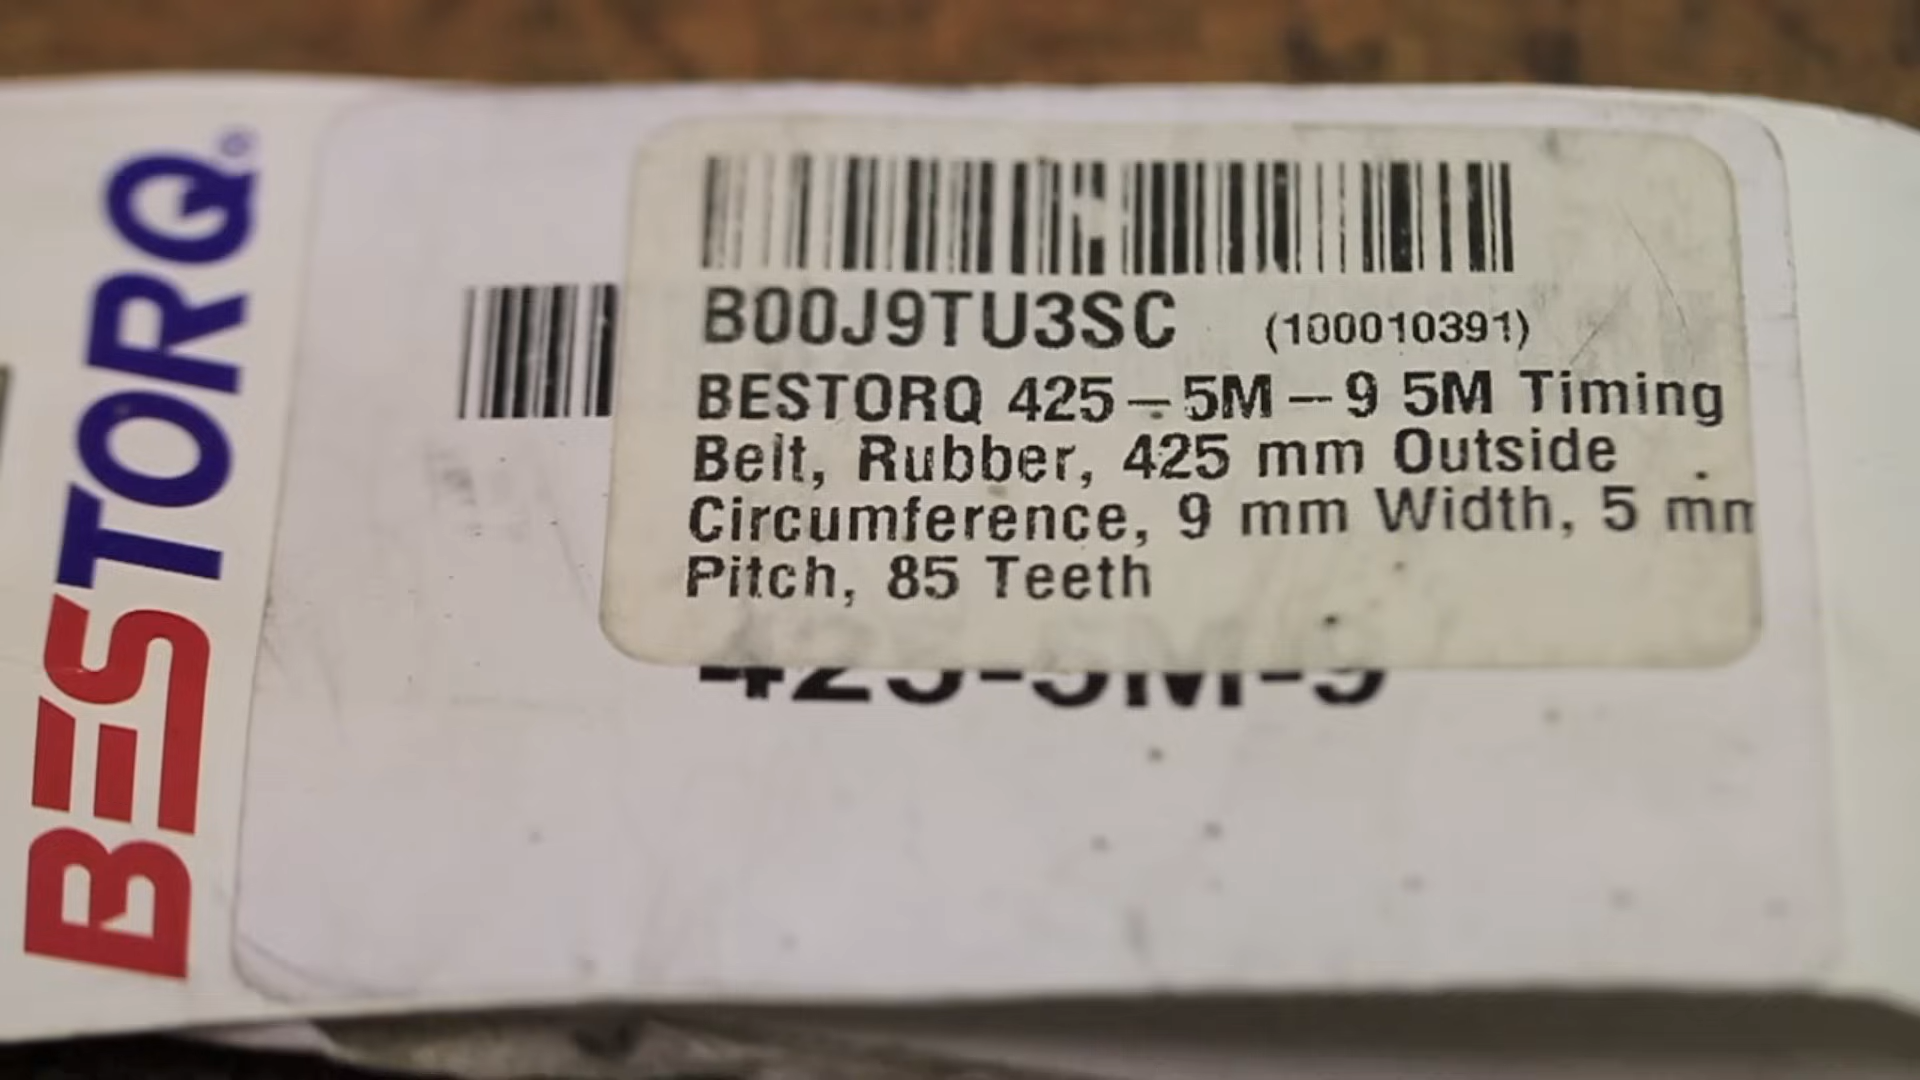 BESTORQ
B00J9TU3SC (100010391)
BESTORQ 425-5M-9 5M Timing
Belt, Rubber, 425 mm Outside
Circumference, 9 mm Width, 5 mm
Pitch, 85 Teeth
425-5M-9